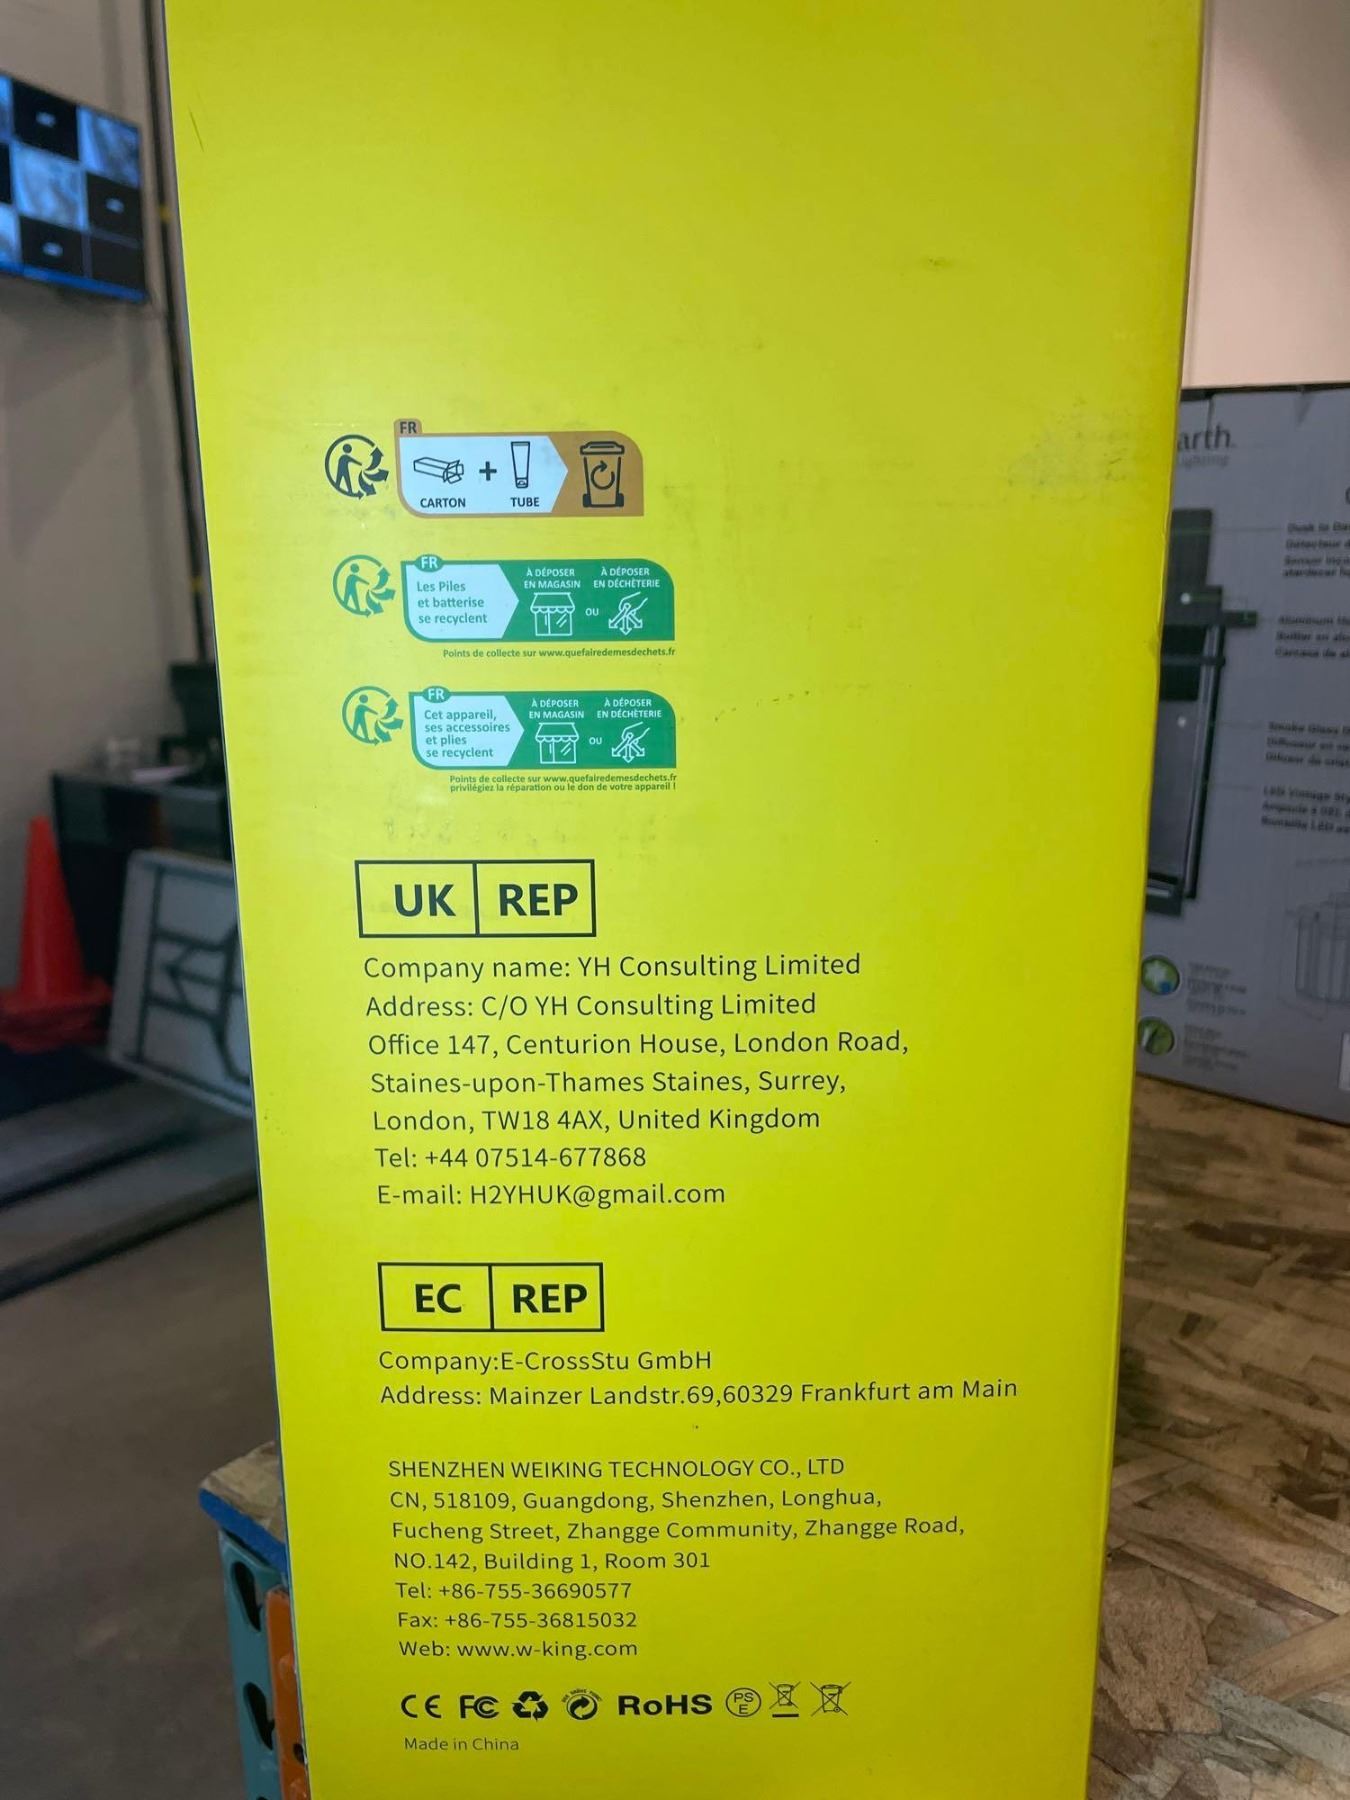 FR
CARTON + TUBE
FR
Les Piles
et batterise
se recyclent
À DÉPOSER
EN MAGASIN
OU
À DÉPOSER
EN DÉCHÈTERIE
Points de collecte sur www.quefairedemesdechets.fr
FR
Cet appareil,
ses accessoires
et plies
se recyclent
À DÉPOSER
EN MAGASIN
OU
À DÉPOSER
EN DÉCHÈTERIE
Points de collecte sur www.quefairedemesdechets.fr
privilégiez la réparation ou le don de votre appareil !
UK REP
Company name: YH Consulting Limited
Address: C/O YH Consulting Limited
Office 147, Centurion House, London Road,
Staines-upon-Thames Staines, Surrey,
London, TW18 4AX, United Kingdom
Tel: +44 07514-677868
E-mail: H2YHUK@gmail.com
EC REP
Company:E-CrossStu GmbH
Address: Mainzer Landstr.69,60329 Frankfurt am Main
SHENZHEN WEIKING TECHNOLOGY CO., LTD
CN, 518109, Guangdong, Shenzhen, Longhua,
Fucheng Street, Zhangge Community, Zhangge Road,
NO.142, Building 1, Room 301
Tel: +86-755-36690577
Fax: +86-755-36815032
Web: www.w-king.com
CE FC RoHS PSE
Made in China
arth